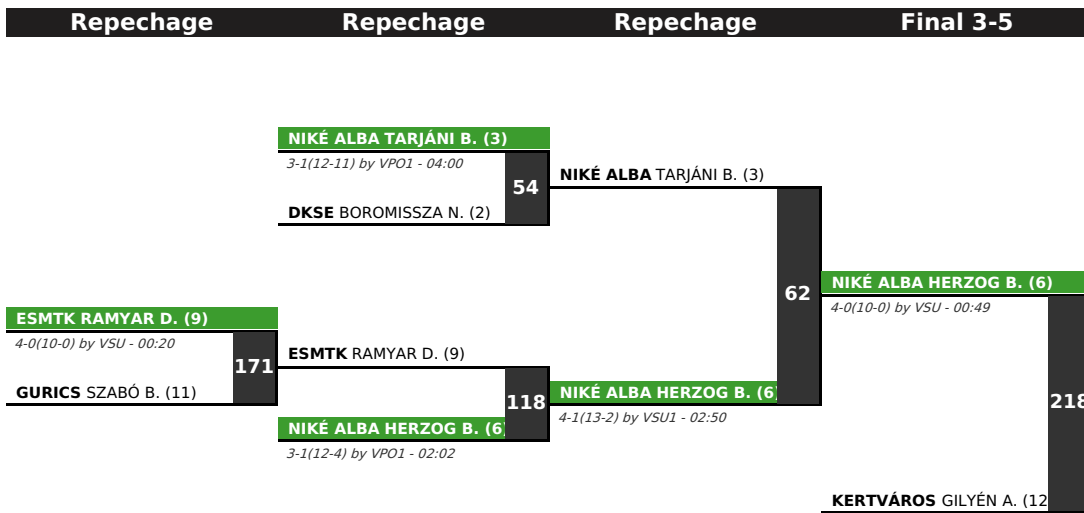 Repechage Repechage Repechage Final 3-5
NIKÉ ALBA TARJÁNI B. (3)
3-1(12-11) by VPO1 - 04:00
54
DKSE BOROMISSZA N. (2)
NIKÉ ALBA TARJÁNI B. (3)
62
NIKÉ ALBA HERZOG B. (6)
4-0(10-0) by VSU - 00:49
ESMTK RAMYAR D. (9)
4-0(10-0) by VSU - 00:20
171
GURICS SZABÓ B. (11)
ESMTK RAMYAR D. (9)
118
NIKÉ ALBA HERZOG B. (6
3-1(12-4) by VPO1 - 02:02
NIKÉ ALBA HERZOG B. (6)
4-1(13-2) by VSU1 - 02:50
218
KERTVÁROS GILYÉN A. (12